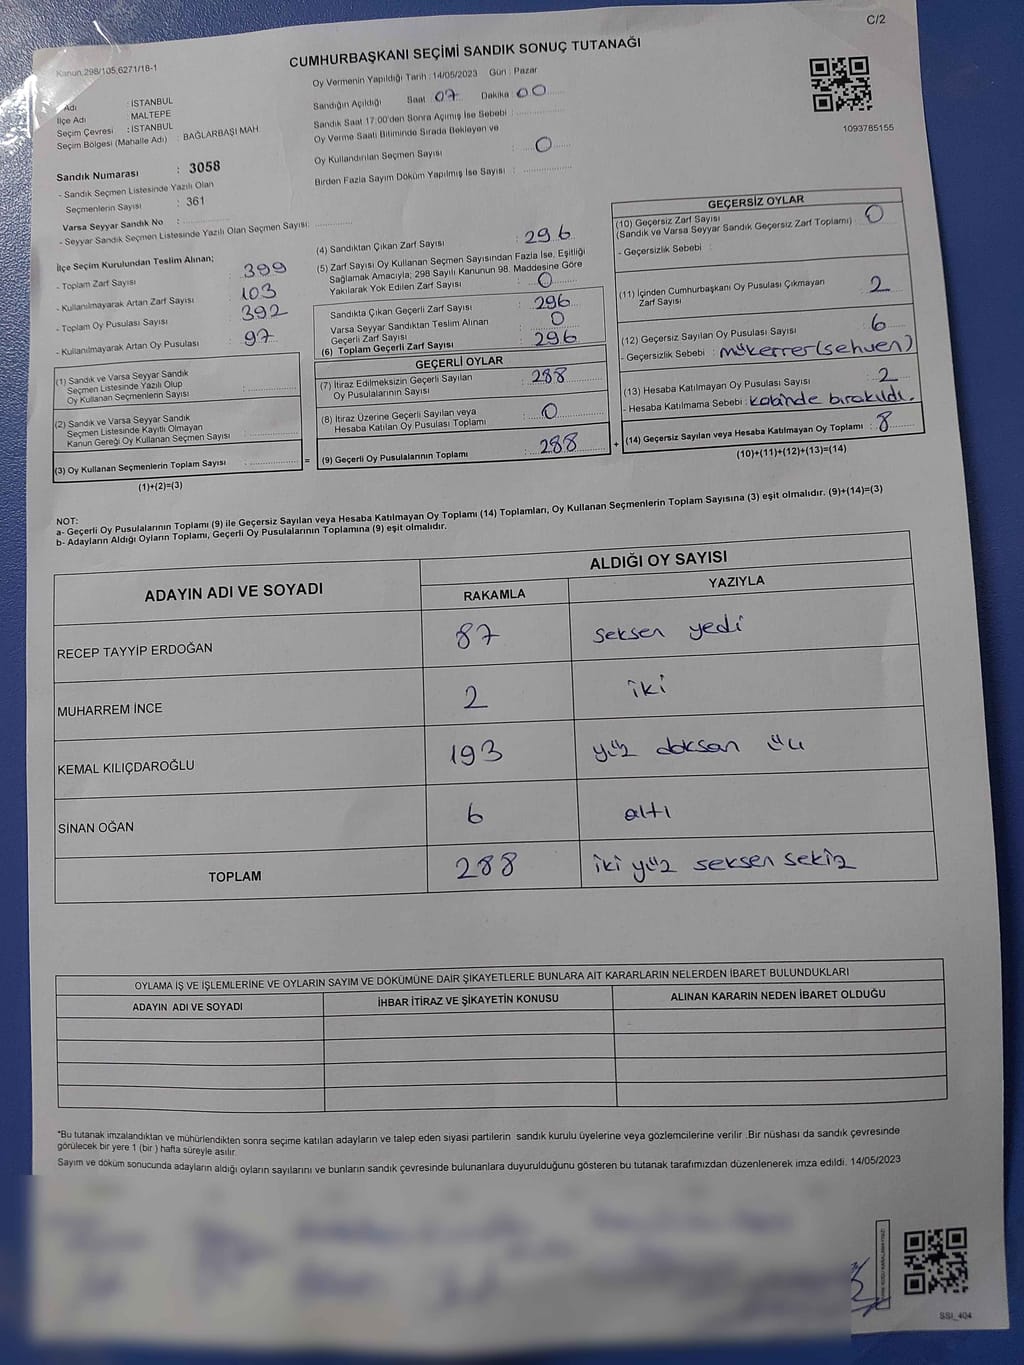 C/2
Kanun,298/105,6271/18-1
CUMHURBAŞKANI SEÇİMİ SANDIK SONUÇ TUTANAĞI
Oy Vermenin Yapıldığı Tarih : 14/05/2023 Gün : Pazar
Adı : İSTANBUL
İlçe Adı : MALTEPE
Seçim Çevresi : İSTANBUL
Seçim Bölgesi (Mahalle Adı) : BAĞLARBAŞI MAH
Sandığın Açıldığı Saat : 07 Dakika : 00
Sandık Saat 17:00'den Sonra Açımış İse Sebebi :
Oy Verme Saati Bitiminde Sırada Bekleyen ve
Oy Kullandırılan Seçmen Sayısı : 0
Birden Fazla Sayım Döküm Yapılmış İse Sayısı :
1093785155
Sandık Numarası : 3058
- Sandık Seçmen Listesinde Yazılı Olan
Seçmenlerin Sayısı : 361
Varsa Seyyar Sandık No :
- Seyyar Sandık Seçmen Listesinde Yazılı Olan Seçmen Sayısı:
İlçe Seçim Kurulundan Teslim Alınan;
- Toplam Zarf Sayısı : 399
- Kullanılmayarak Artan Zarf Sayısı : 103
- Toplam Oy Pusulası Sayısı : 392
- Kullanılmayarak Artan Oy Pusulası : 97
(4) Sandıktan Çıkan Zarf Sayısı : 296
(5) Zarf Sayısı Oy Kullanan Seçmen Sayısından Fazla İse, Eşitliği
Sağlamak Amacıyla; 298 Sayılı Kanunun 98. Maddesine Göre
Yakılarak Yok Edilen Zarf Sayısı : 0
Sandıkta Çıkan Geçerli Zarf Sayısı : 296
Varsa Seyyar Sandıktan Teslim Alınan
Geçerli Zarf Sayısı : 0
(6) Toplam Geçerli Zarf Sayısı : 296
GEÇERSİZ OYLAR
(10) Geçersiz Zarf Sayısı
(Sandık ve Varsa Seyyar Sandık Geçersiz Zarf Toplamı) : 0
- Geçersizlik Sebebi :
(11) İçinden Cumhurbaşkanı Oy Pusulası Çıkmayan
Zarf Sayısı : 2
(12) Geçersiz Sayılan Oy Pusulası Sayısı : 6
- Geçersizlik Sebebi : mükerrer(sehven)
(13) Hesaba Katılmayan Oy Pusulası Sayısı : 2
- Hesaba Katılmama Sebebi : kabinde bırakıldı.
(14) Geçersiz Sayılan veya Hesaba Katılmayan Oy Toplamı : 8
(10)+(11)+(12)+(13)=(14)
(1) Sandık ve Varsa Seyyar Sandık
Seçmen Listesinde Yazılı Olup
Oy Kullanan Seçmenlerin Sayısı :
(2) Sandık ve Varsa Seyyar Sandık
Seçmen Listesinde Kayıtlı Olmayan
Kanun Gereği Oy Kullanan Seçmen Sayısı :
(3) Oy Kullanan Seçmenlerin Toplam Sayısı :
=
(1)+(2)=(3)
GEÇERLİ OYLAR
(7) İtiraz Edilmeksizin Geçerli Sayılan
Oy Pusulalarının Sayısı : 288
(8) İtiraz Üzerine Geçerli Sayılan veya
Hesaba Katılan Oy Pusulası Toplamı : 0
(9) Geçerli Oy Pusulalarının Toplamı : 288
+
NOT:
a- Geçerli Oy Pusulalarının Toplamı (9) ile Geçersiz Sayılan veya Hesaba Katılmayan Oy Toplamı (14) Toplamları, Oy Kullanan Seçmenlerin Toplam Sayısına (3) eşit olmalıdır. (9)+(14)=(3)
b- Adayların Aldığı Oyların Toplamı, Geçerli Oy Pusulalarının Toplamına (9) eşit olmalıdır.
ADAYIN ADI VE SOYADI
ALDIĞI OY SAYISI
RAKAMLA YAZIYLA
RECEP TAYYİP ERDOĞAN 87 seksen yedi
MUHARREM İNCE 2 iki
KEMAL KILIÇDAROĞLU 193 yüz doksan üç
SİNAN OĞAN 6 altı
TOPLAM 288 iki yüz seksen sekiz
OYLAMA İŞ VE İŞLEMLERİNE VE OYLARIN SAYIM VE DÖKÜMÜNE DAİR ŞİKAYETLERLE BUNLARA AİT KARARLARIN NELERDEN İBARET BULUNDUKLARI
ADAYIN ADI VE SOYADI İHBAR İTİRAZ VE ŞİKAYETİN KONUSU ALINAN KARARIN NEDEN İBARET OLDUĞU
*Bu tutanak imzalandıktan ve mühürlendikten sonra seçime katılan adayların ve talep eden siyasi partilerin sandık kurulu üyelerine veya gözlemcilerine verilir .Bir nüshası da sandık çevresinde
görülecek bir yere 1 (bir ) hafta süreyle asılır.
Sayım ve döküm sonucunda adayların aldığı oyların sayılarını ve bunların sandık çevresinde bulunanlara duyurulduğunu gösteren bu tutanak tarafımızdan düzenlenerek imza edildi. 14/05/2023
SSI_404